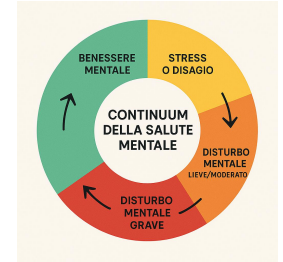 BENESSERE
MENTALE
STRESS
O DISAGIO
CONTINUUM
DELLA SALUTE
MENTALE
DISTURBO
MENTALE
LIEVE/MODERATO
DISTURBO
MENTALE
GRAVE